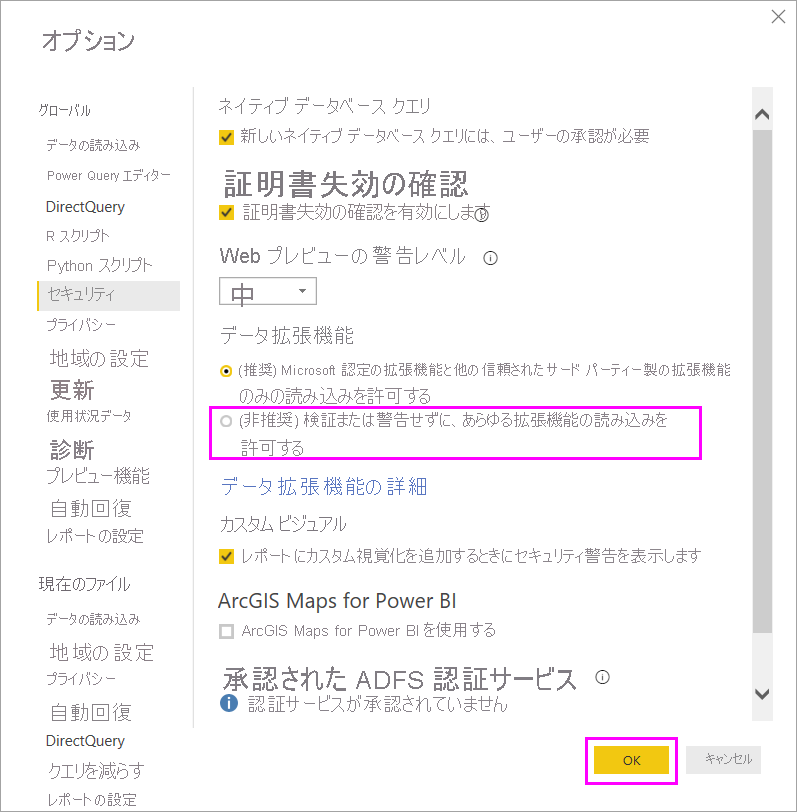 オプション
グローバル
データの読み込み
Power Query エディター
DirectQuery
R スクリプト
Python スクリプト
セキュリティ
プライバシー
地域の設定
更新
使用状況データ
診断
プレビュー機能
自動回復
レポートの設定
現在のファイル
データの読み込み
地域の設定
プライバシー
自動回復
DirectQuery
クエリを減らす
レポートの設定
ネイティブ データベース クエリ
新しいネイティブ データベース クエリには、ユーザーの承認が必要
証明書失効の確認
証明書失効の確認を有効にします
Web プレビューの警告レベル
中
データ拡張機能
(推奨) Microsoft 認定の拡張機能と他の信頼されたサード パーティー製の拡張機能
のみの読み込みを許可する
(非推奨) 検証または警告せずに、あらゆる拡張機能の読み込みを
許可する
データ拡張機能の詳細
カスタム ビジュアル
レポートにカスタム視覚化を追加するときにセキュリティ警告を表示します
ArcGIS Maps for Power BI
ArcGIS Maps for Power BI を使用する
承認された ADFS 認証サービス
認証サービスが承認されていません
OK
キャンセル